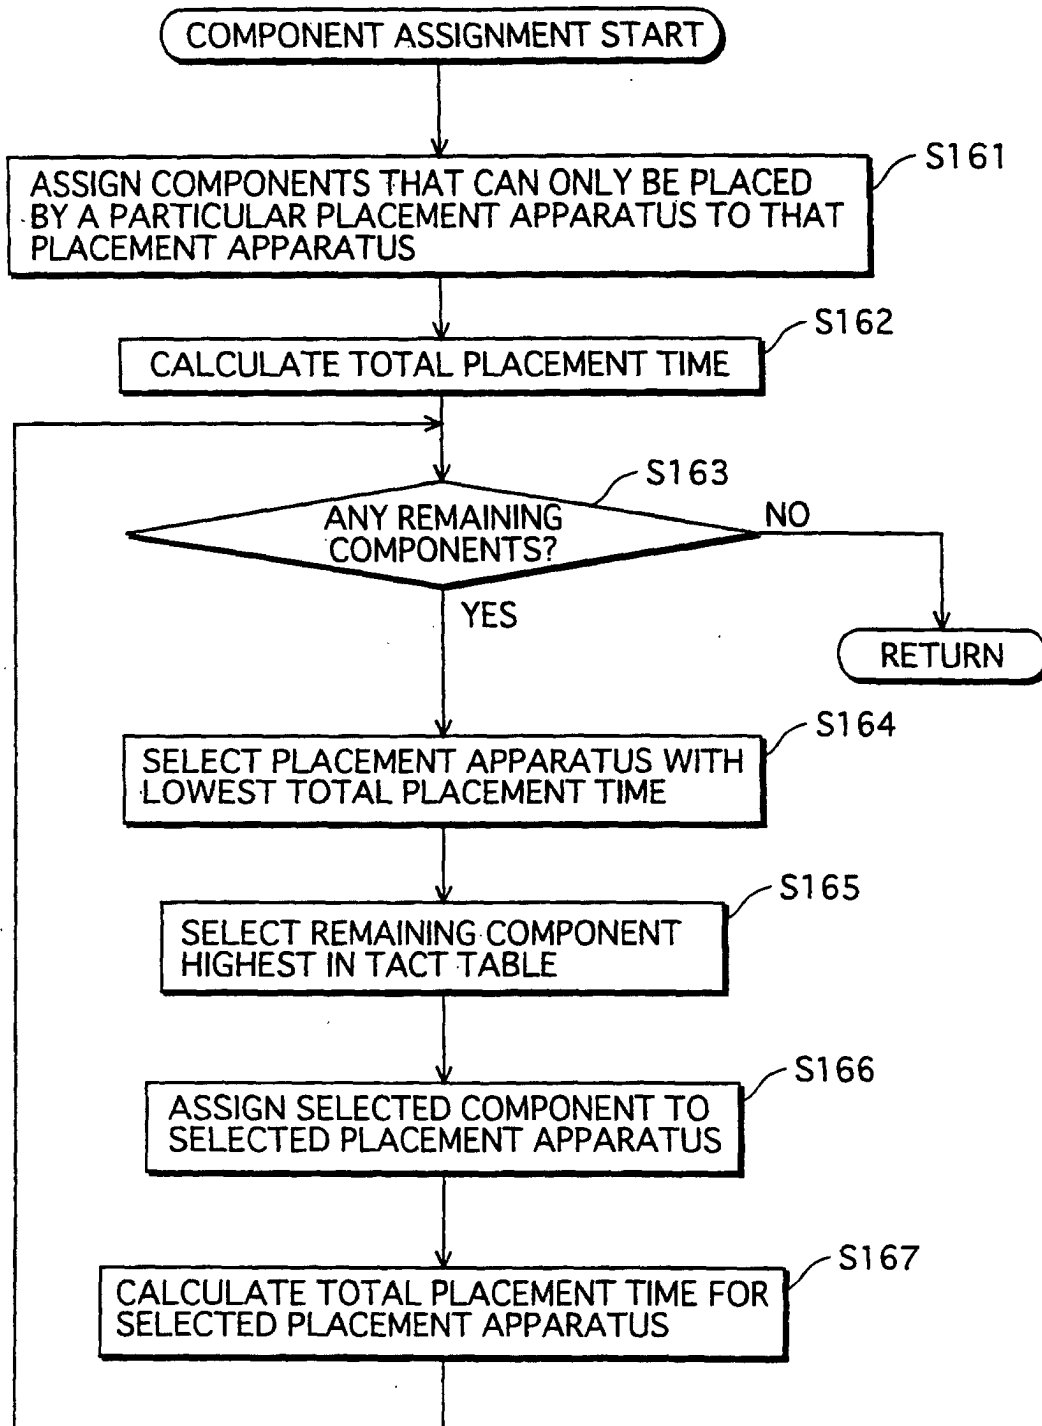 COMPONENT ASSIGNMENT START
S161
ASSIGN COMPONENTS THAT CAN ONLY BE PLACED
BY A PARTICULAR PLACEMENT APPARATUS TO THAT
PLACEMENT APPARATUS
S162
CALCULATE TOTAL PLACEMENT TIME
S163
ANY REMAINING
COMPONENTS?
NO
YES
RETURN
S164
SELECT PLACEMENT APPARATUS WITH
LOWEST TOTAL PLACEMENT TIME
S165
SELECT REMAINING COMPONENT
HIGHEST IN TACT TABLE
S166
ASSIGN SELECTED COMPONENT TO
SELECTED PLACEMENT APPARATUS
S167
CALCULATE TOTAL PLACEMENT TIME FOR
SELECTED PLACEMENT APPARATUS